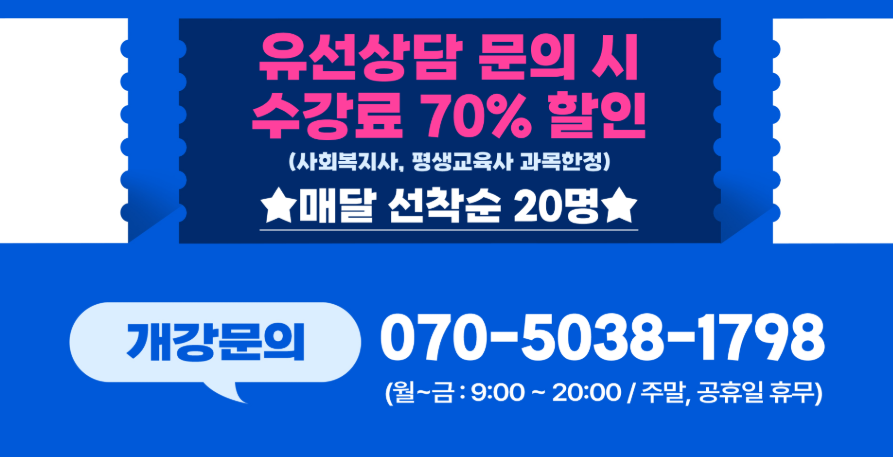 유선상담 문의 시
수강료 70% 할인
(사회복지사, 평생교육사 과목한정)
★매달 선착순 20명★
개강문의
070-5038-1798
(월~금 : 9:00 ~ 20:00 / 주말, 공휴일 휴무)